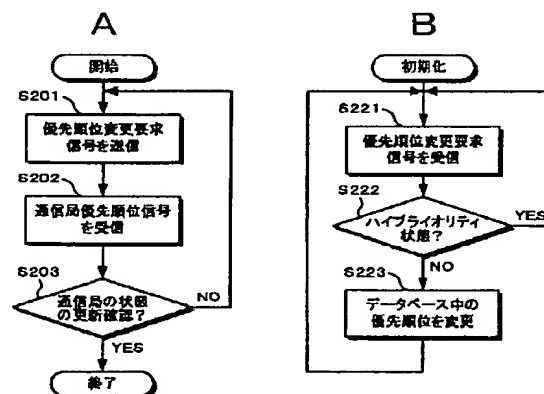 A
開始
S201
優先順位変更要求
信号を送信
S202
通信局優先順位信号
を受信
S203
通信局の状態
の更新確認？
NO
YES
終了
B
初期化
S221
優先順位変更要求
信号を受信
S222
ハイプライオリティ
状態？
YES
NO
S223
データベース中の
優先順位を変更